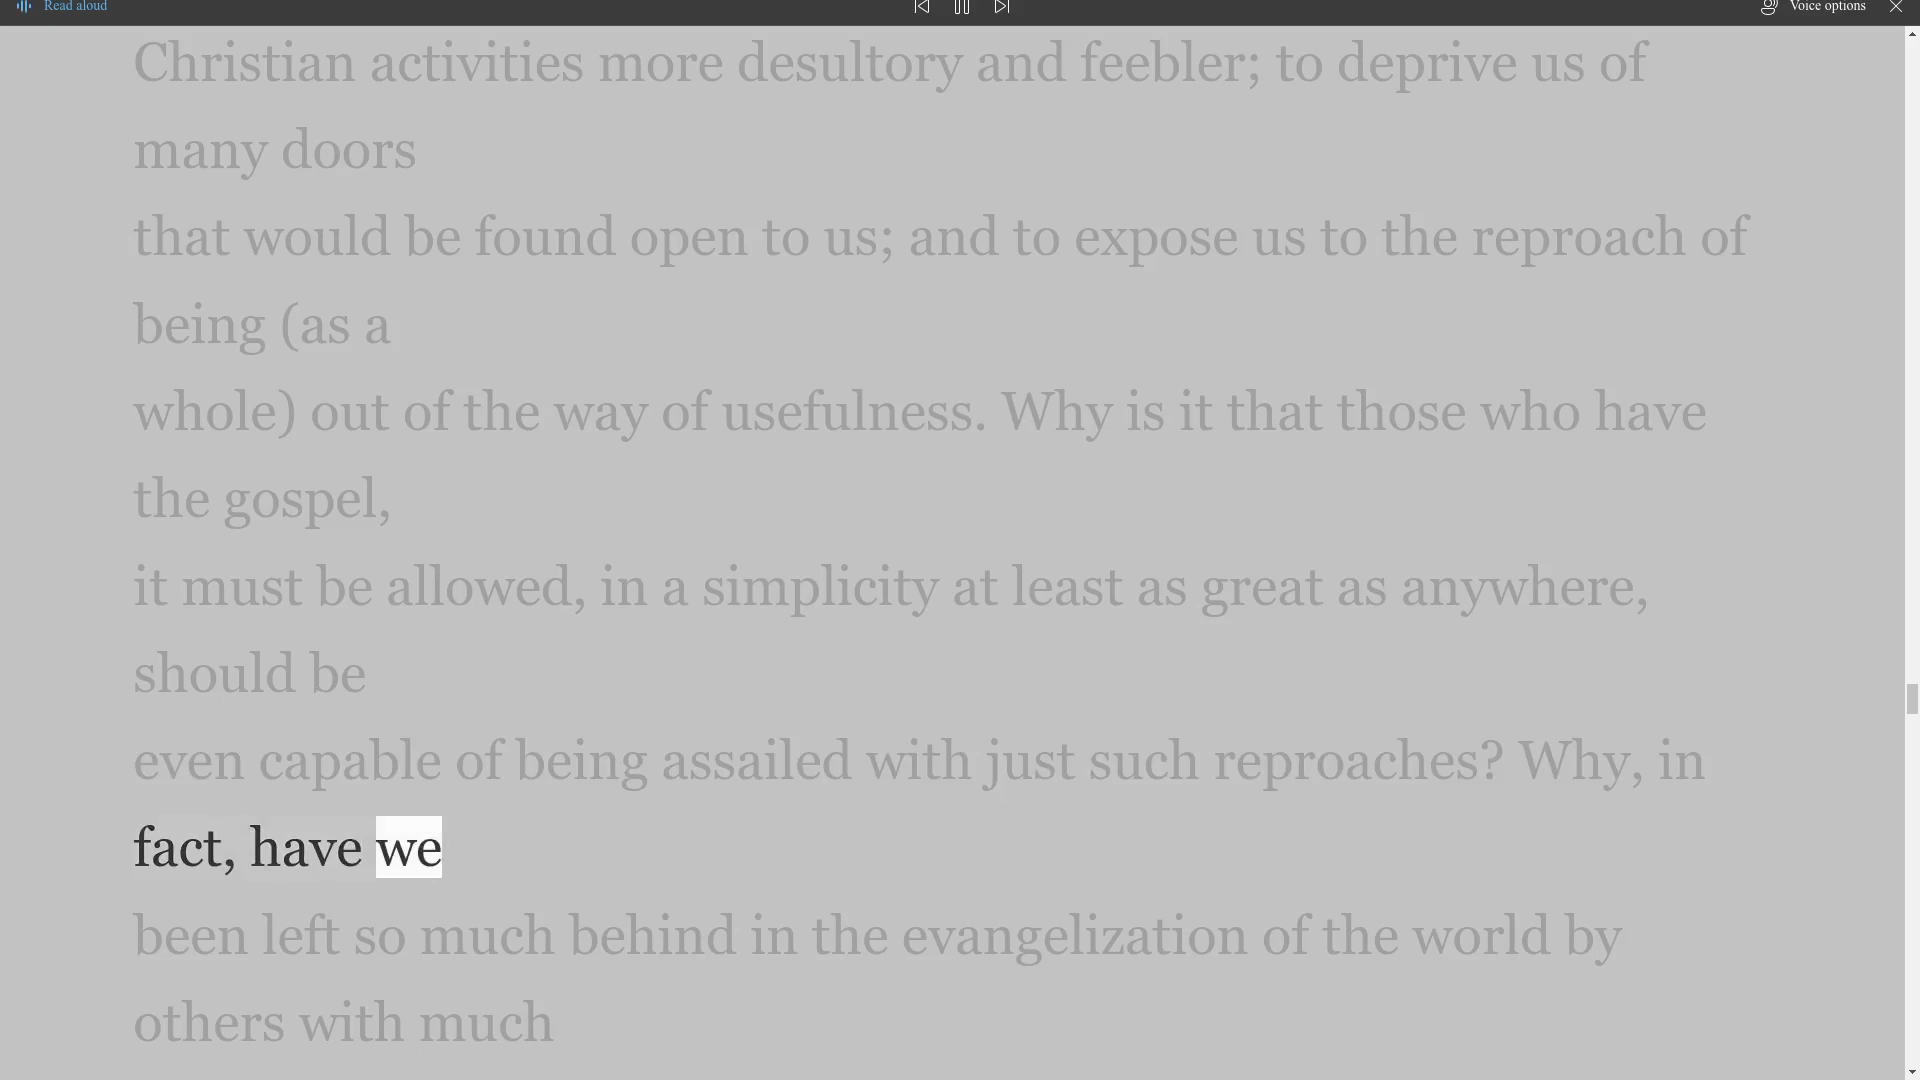 Read aloud
Voice options
Christian activities more desultory and feebler; to deprive us of
many doors
that would be found open to us; and to expose us to the reproach of
being (as a
whole) out of the way of usefulness. Why is it that those who have
the gospel,
it must be allowed, in a simplicity at least as great as anywhere,
should be
even capable of being assailed with just such reproaches? Why, in
fact, have we
been left so much behind in the evangelization of the world by
others with much